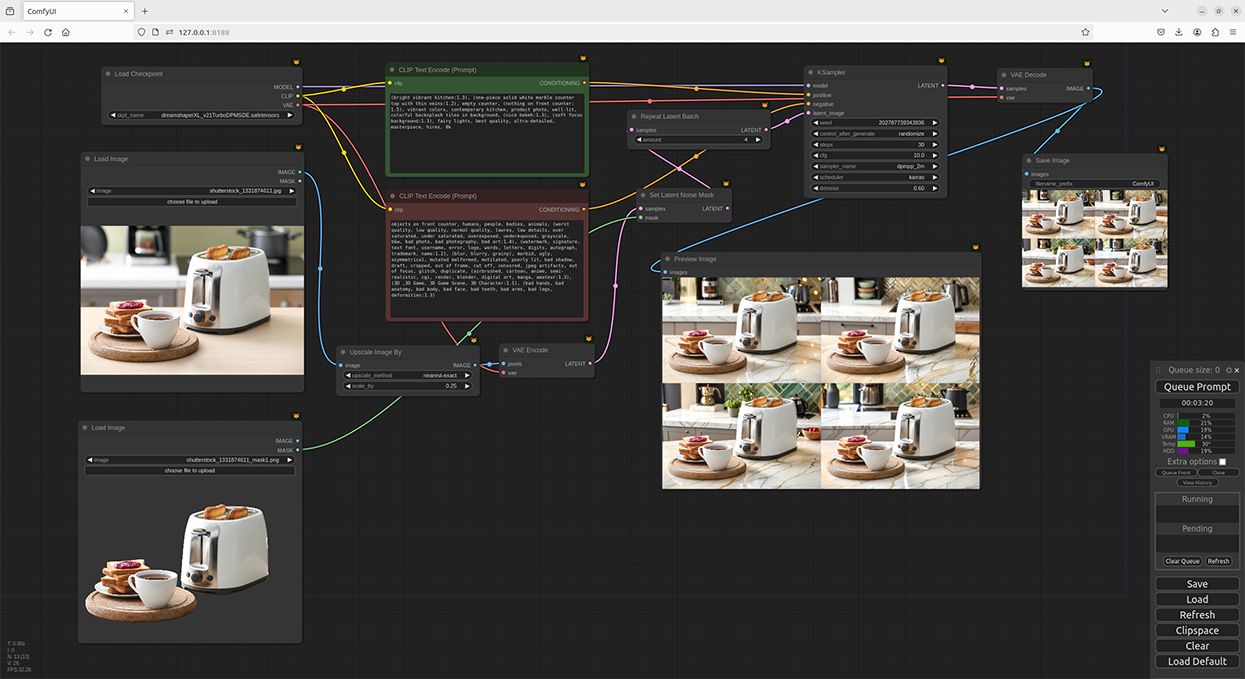 ComfyUI
127.0.0.1:8188
Load Checkpoint
MODEL
CLIP
VAE
ckpt_name dreamshaperXL_v21TurboDPMSDE.safetensors
CLIP Text Encode (Prompt)
clip CONDITIONING
(bright vibrant kitchen:1.3), (one-piece solid white marble counter
top with thin veins:1.2), empty counter, (nothing on front counter:
1.5), vibrant colors, contemporary kitchen, product photo, well-lit,
colorful backsplash tiles in background, (nice bokeh:1.3), (soft focus
background:1.3), fairy lights, best quality, ultra-detailed,
masterpiece, hires, 8k
CLIP Text Encode (Prompt)
clip CONDITIONING
objects on front counter, humans, people, bodies, animals, (worst
quality, low quality, normal quality, lowres, low details, over
saturated, under saturated, overexposed, underexposed, grayscale,
b&w, bad photo, bad photography, bad art:1.4), (watermark, signature,
text font, username, error, logo, words, letters, digits, autograph,
trademark, name:1.2), (blur, blurry, grainy), morbid, ugly,
asymmetrical, mutated malformed, mutilated, poorly lit, bad shadow,
draft, cropped, out of frame, cut off, censored, jpeg artifacts, out
of focus, glitch, duplicate, (airbrushed, cartoon, anime, semi-
realistic, cgi, render, blender, digital art, manga, amateur:1.3),
(3D ,3D Game, 3D Game Scene, 3D Character:1.1), (bad hands, bad
anatomy, bad body, bad face, bad teeth, bad arms, bad legs,
deformities:1.3)
Load Image
IMAGE
MASK
image shutterstock_1331874611.jpg
choose file to upload
Load Image
IMAGE
MASK
image shutterstock_1331874611_mask1.png
choose file to upload
Upscale Image By
image IMAGE
upscale_method nearest-exact
scale_by 0.25
VAE Encode
pixels LATENT
vae
Repeat Latent Batch
samples LATENT
amount 4
Set Latent Noise Mask
samples LATENT
mask
KSampler
model LATENT
positive
negative
latent_image
seed 202787739343936
control_after_generate randomize
steps 30
cfg 10.0
sampler_name dpmpp_2m
scheduler karras
denoise 0.60
VAE Decode
samples IMAGE
vae
Preview Image
images
Save Image
images
filename_prefix ComfyUI
Queue size: 0
Queue Prompt
00:03:20
CPU 2%
RAM 21%
GPU 19%
VRAM 14%
Temp 30°
HDD 19%
Extra options
Queue Front Close
View History
Running
Pending
Clear Queue Refresh
Save
Load
Refresh
Clipspace
Clear
Load Default
T: 0.00s
I: 0
N: 13 [13]
V: 26
FPS:32.26